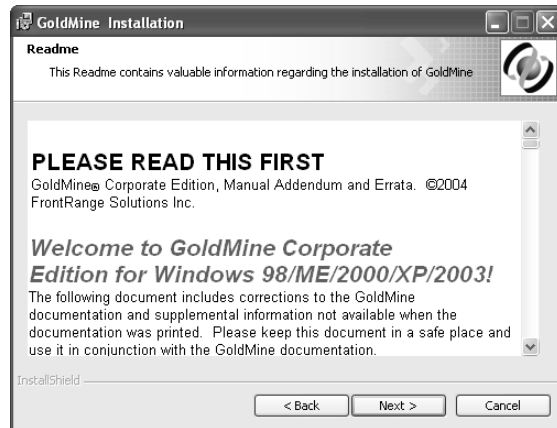 GoldMine Installation
Readme
This Readme contains valuable information regarding the installation of GoldMine
PLEASE READ THIS FIRST
GoldMine® Corporate Edition, Manual Addendum and Errata. ©2004
FrontRange Solutions Inc.
Welcome to GoldMine Corporate
Edition for Windows 98/ME/2000/XP/2003!
The following document includes corrections to the GoldMine
documentation and supplemental information not available when the
documentation was printed. Please keep this document in a safe place and
use it in conjunction with the GoldMine documentation.
InstallShield
< Back Next > Cancel